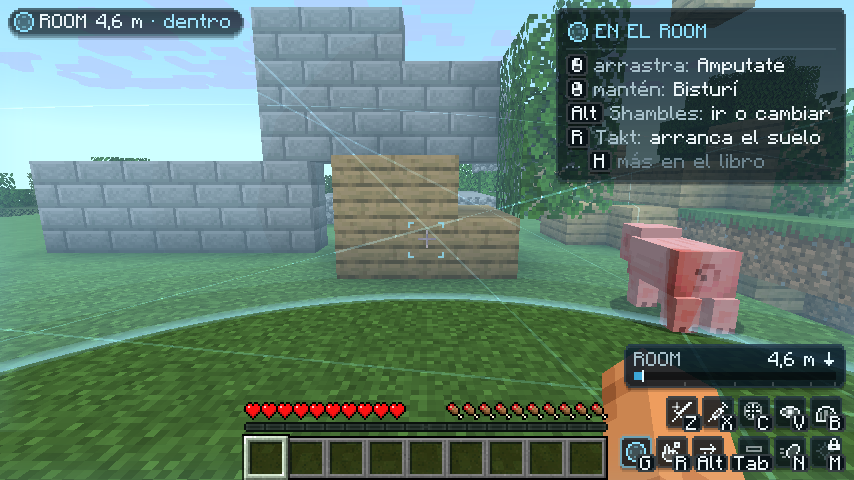 ROOM 4,6 m · dentro
EN EL ROOM
arrastra: Amputate
mantén: Bisturí
Alt Shambles: ir o cambiar
R Takt: arranca el suelo
... H más en el libro
ROOM 4,6 m ↓
Z X C V B
G R Alt Tab N M